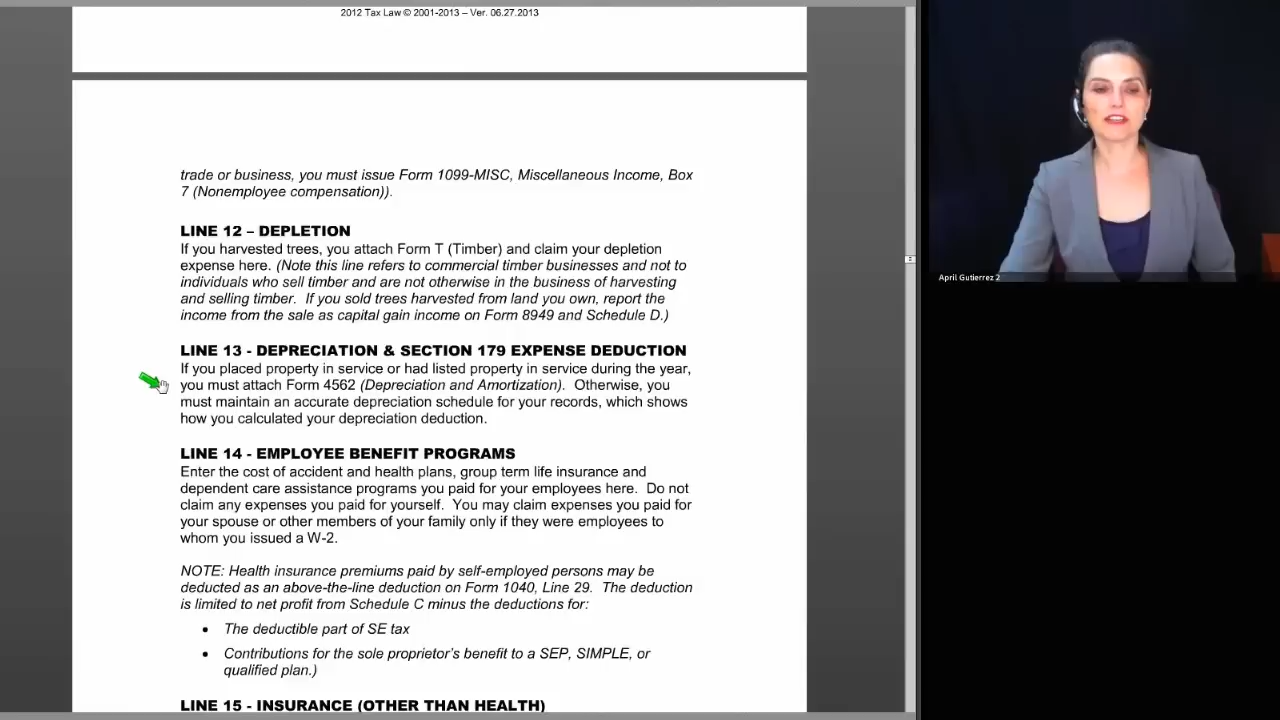 2012 Tax Law © 2001-2013 – Ver. 06.27.2013
trade or business, you must issue Form 1099-MISC, Miscellaneous Income, Box
7 (Nonemployee compensation)).
LINE 12 – DEPLETION
If you harvested trees, you attach Form T (Timber) and claim your depletion
expense here. (Note this line refers to commercial timber businesses and not to
individuals who sell timber and are not otherwise in the business of harvesting
and selling timber. If you sold trees harvested from land you own, report the
income from the sale as capital gain income on Form 8949 and Schedule D.)
LINE 13 - DEPRECIATION & SECTION 179 EXPENSE DEDUCTION
If you placed property in service or had listed property in service during the year,
you must attach Form 4562 (Depreciation and Amortization). Otherwise, you
must maintain an accurate depreciation schedule for your records, which shows
how you calculated your depreciation deduction.
LINE 14 - EMPLOYEE BENEFIT PROGRAMS
Enter the cost of accident and health plans, group term life insurance and
dependent care assistance programs you paid for your employees here. Do not
claim any expenses you paid for yourself. You may claim expenses you paid for
your spouse or other members of your family only if they were employees to
whom you issued a W-2.
NOTE: Health insurance premiums paid by self-employed persons may be
deducted as an above-the-line deduction on Form 1040, Line 29. The deduction
is limited to net profit from Schedule C minus the deductions for:
• The deductible part of SE tax
• Contributions for the sole proprietor's benefit to a SEP, SIMPLE, or
qualified plan.)
LINE 15 - INSURANCE (OTHER THAN HEALTH)
April Gutierrez 2